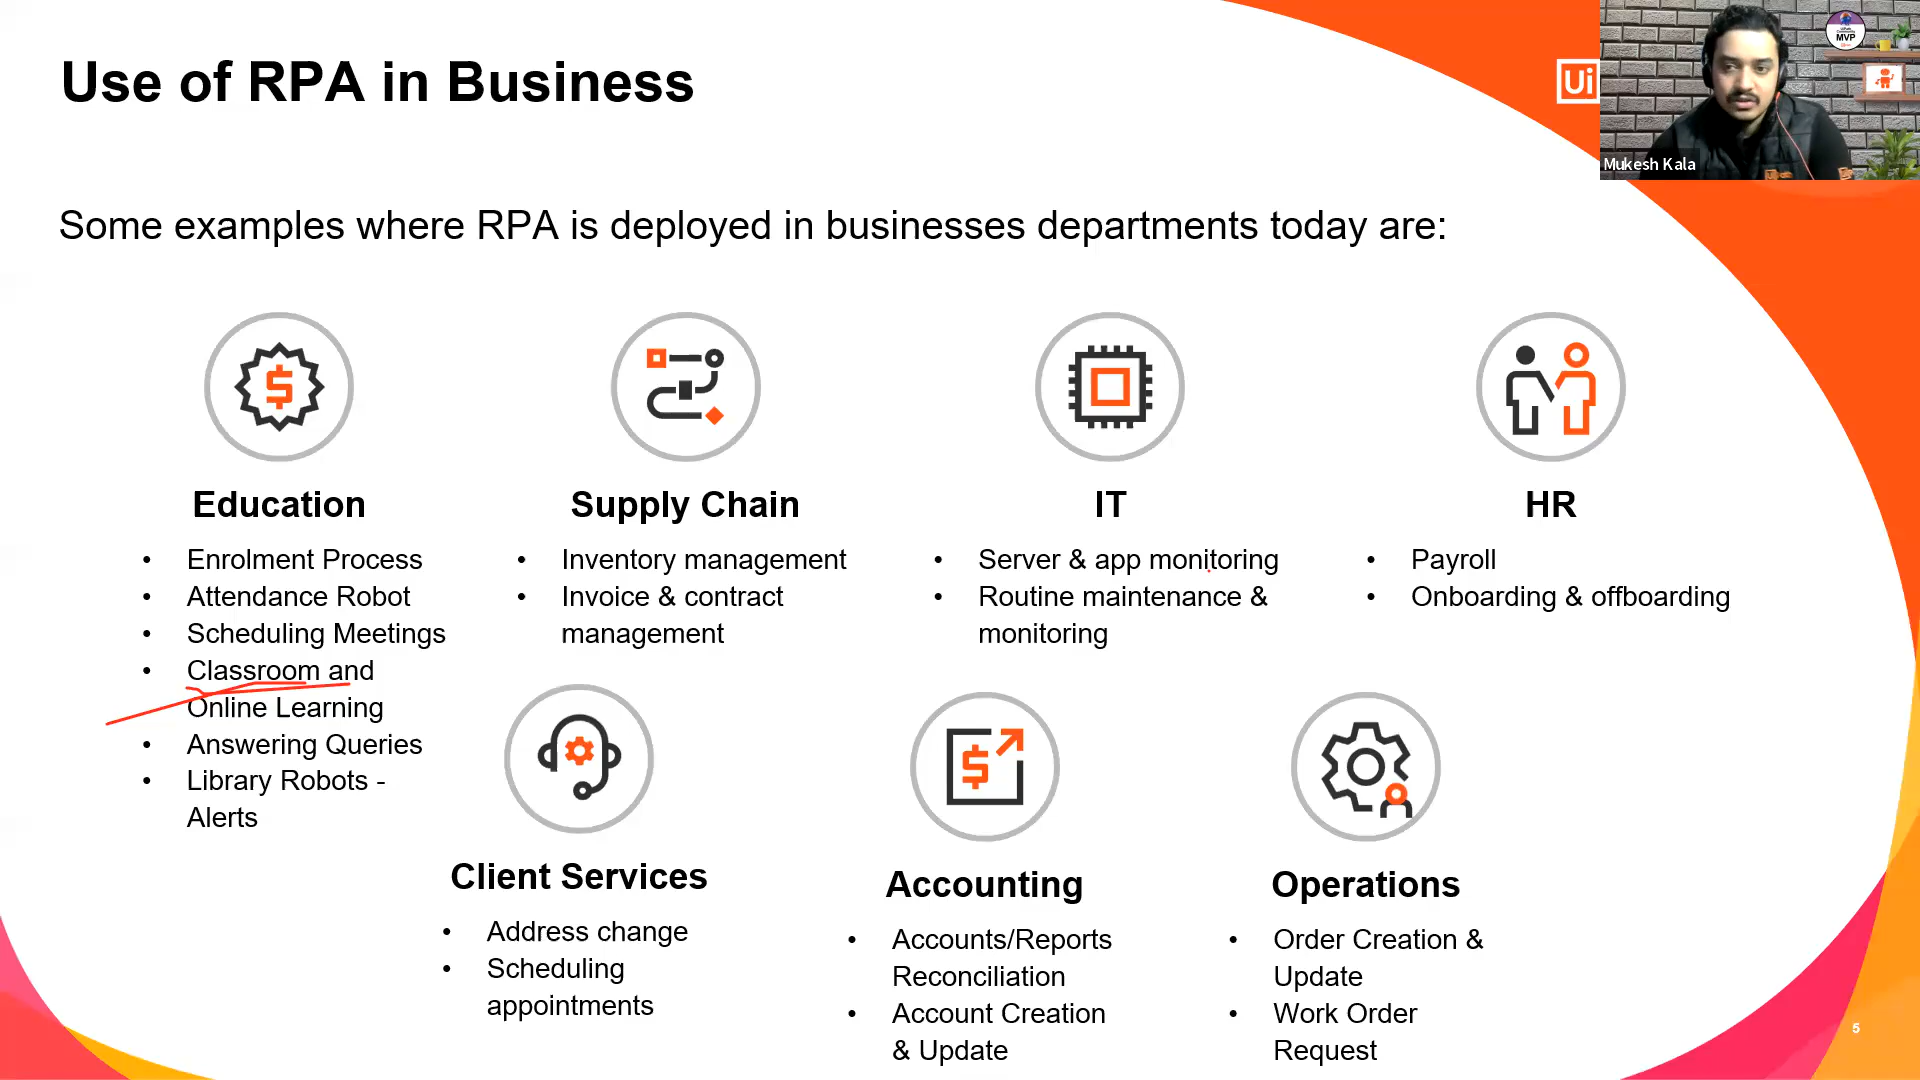 Use of RPA in Business
Ui
MVP
Mukesh Kala
Some examples where RPA is deployed in businesses departments today are:
Education
• Enrolment Process
• Attendance Robot
• Scheduling Meetings
• Classroom and
Online Learning
• Answering Queries
• Library Robots -
Alerts
Supply Chain
• Inventory management
• Invoice & contract
management
IT
• Server & app monitoring
• Routine maintenance &
monitoring
HR
• Payroll
• Onboarding & offboarding
Client Services
• Address change
• Scheduling
appointments
Accounting
• Accounts/Reports
Reconciliation
• Account Creation
& Update
Operations
• Order Creation &
Update
• Work Order
Request
5